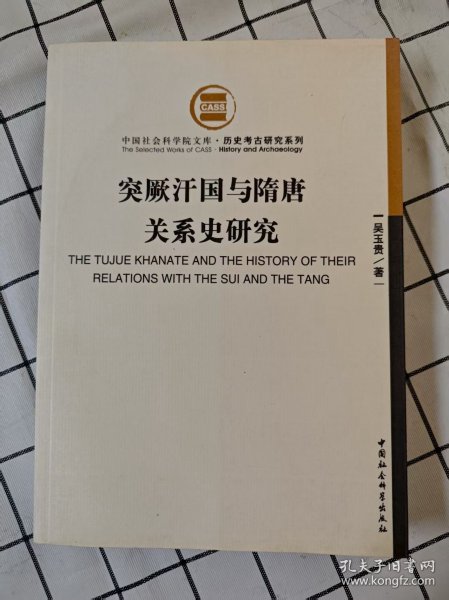 CASS
中国社会科学院文库·历史考古研究系列
The Selected Works of CASS · History and Archaeology
突厥汗国与隋唐
关系史研究
THE TUJUE KHANATE AND THE HISTORY OF THEIR
RELATIONS WITH THE SUI AND THE TANG
吴玉贵/著
中国社会科学出版社
孔夫子旧书网
www.kongfz.com